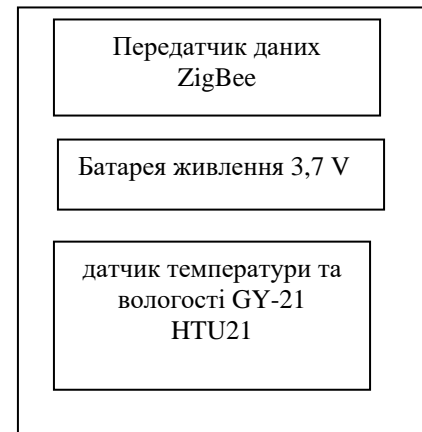 Передатчик даних
ZigBee
Батарея живлення 3,7 V
датчик температури та
вологості GY-21
HTU21